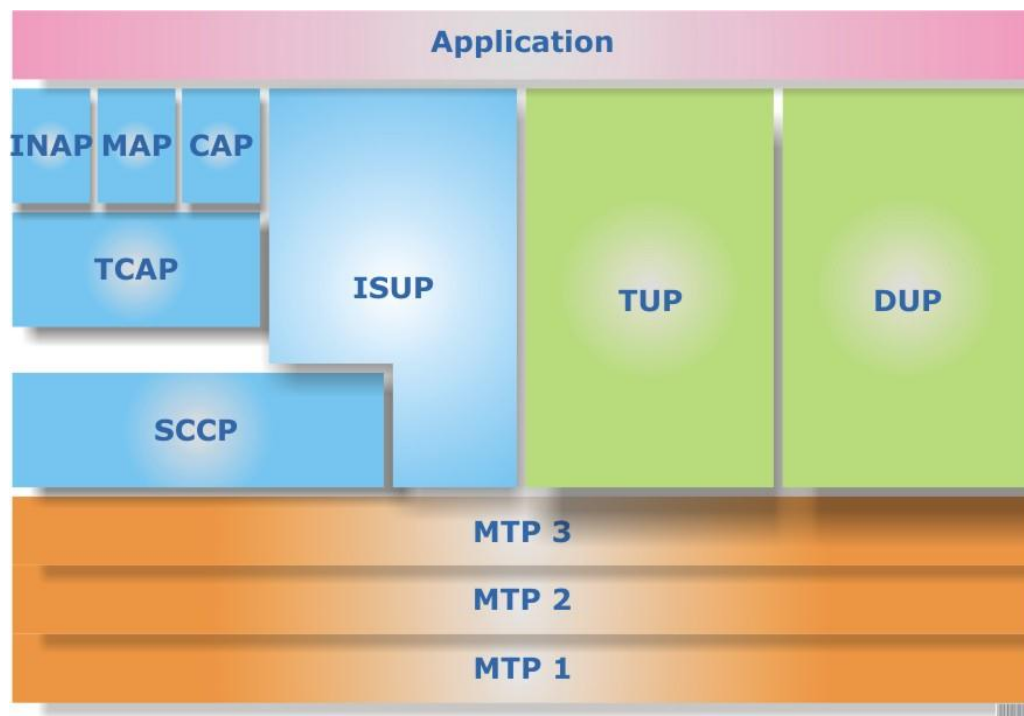 Application
INAP MAP CAP
TCAP
ISUP
TUP
DUP
SCCP
MTP 3
MTP 2
MTP 1